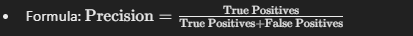 • Formula: Precision = True Positives / True Positives+False Positives